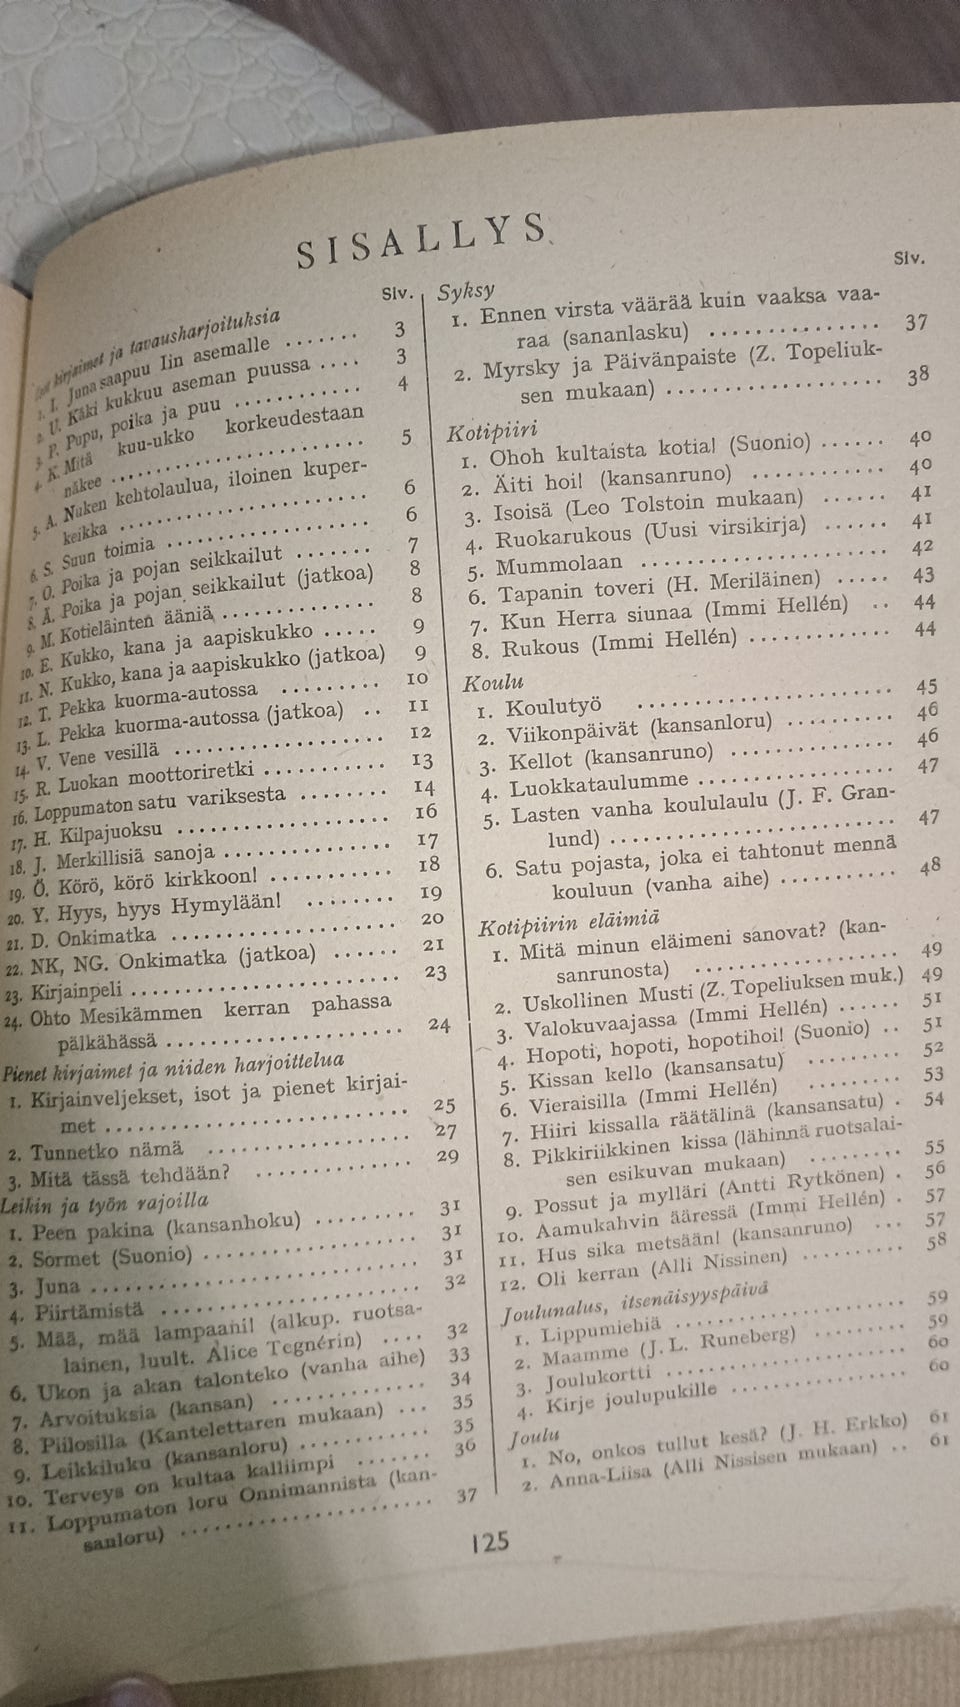 SISALLYS
Siv.
kirjaimet ja tavausharjoituksia
1. I. Juna saapuu Iin asemalle ....... 3
2. U. Käki kukkuu aseman puussa .... 3
3. P. Pupu, poika ja puu ............ 4
4. K. Mitä kuu-ukko korkeudestaan
näkee .................... 5
5. A. Nuken kehtolaulua, iloinen kuper-
keikka .................... 6
6. S. Suun toimia ................ 6
7. O. Poika ja pojan seikkailut ....... 7
8. Ä. Poika ja pojan seikkailut (jatkoa) 8
9. M. Kotieläinten ääniä ............. 8
10. E. Kukko, kana ja aapiskukko ..... 9
11. N. Kukko, kana ja aapiskukko (jatkoa) 9
12. T. Pekka kuorma-autossa ......... 10
13. L. Pekka kuorma-autossa (jatkoa) .. 11
14. V. Vene vesillä .................. 12
15. R. Luokan moottoriretki ........... 13
16. Loppumaton satu variksesta ........ 14
17. H. Kilpajuoksu .................. 16
18. J. Merkillisiä sanoja .............. 17
19. Ö. Körö, körö kirkkoon! ........... 18
20. Y. Hyys, hyys Hymylään! ........ 19
21. D. Onkimatka .................. 20
22. NK, NG. Onkimatka (jatkoa) ...... 21
23. Kirjainpeli ...................... 23
24. Ohto Mesikämmen kerran pahassa
pälkähässä .................... 24
Pienet kirjaimet ja niiden harjoittelua
1. Kirjainveljekset, isot ja pienet kirjai-
met ......................... 25
2. Tunnetko nämä ................ 27
3. Mitä tässä tehdään? ............. 29
Leikin ja työn rajoilla
1. Peen pakina (kansanhoku) ......... 31
2. Sormet (Suonio) .................. 31
3. Juna ........................... 31
4. Piirtämistä ..................... 32
5. Mää, mää lampaani! (alkup. ruotsa-
lainen, luult. Alice Tegnérin) .... 32
6. Ukon ja akan talonteko (vanha aihe) 33
7. Arvoituksia (kansan) ............. 34
8. Piilosilla (Kantelettaren mukaan) ... 35
9. Leikkiluku (kansanloru) ............ 35
10. Terveys on kultaa kalliimpi ....... 36
11. Loppumaton loru Onnimannista (kan-
sanloru) ..................... 37
Siv.
Syksy
1. Ennen virsta väärää kuin vaaksa vaa-
raa (sananlasku) ............... 37
2. Myrsky ja Päivänpaiste (Z. Topeliuk-
sen mukaan) ................... 38
Kotipiiri
1. Ohoh kultaista kotia! (Suonio) ...... 40
2. Äiti hoi! (kansanruno) ........... 40
3. Isoisä (Leo Tolstoin mukaan) ...... 41
4. Ruokarukous (Uusi virsikirja) ...... 41
5. Mummolaan .................... 42
6. Tapanin toveri (H. Meriläinen) ..... 43
7. Kun Herra siunaa (Immi Hellén) .. 44
8. Rukous (Immi Hellén) ............. 44
Koulu
1. Koulutyö ...................... 45
2. Viikonpäivät (kansanloru) .......... 46
3. Kellot (kansanruno) .............. 46
4. Luokkataulumme ................ 47
5. Lasten vanha koululaulu (J. F. Gran-
lund) ........................ 47
6. Satu pojasta, joka ei tahtonut mennä
kouluun (vanha aihe) ........... 48
Kotipiirin eläimiä
1. Mitä minun eläimeni sanovat? (kan-
sanrunosta) .................. 49
2. Uskollinen Musti (Z. Topeliuksen muk.) 49
3. Valokuvaajassa (Immi Hellén) ...... 51
4. Hopoti, hopoti, hopotihoi! (Suonio) .. 51
5. Kissan kello (kansansatu) ......... 52
6. Vieraisilla (Immi Hellén) ......... 53
7. Hiiri kissalla räätälinä (kansansatu) . 54
8. Pikkiriikkinen kissa (lähinnä ruotsalai-
sen esikuvan mukaan) ......... 55
9. Possut ja mylläri (Antti Rytkönen) . 56
10. Aamukahvin ääressä (Immi Hellén) . 57
11. Hus sika metsään! (kansanruno) ... 57
12. Oli kerran (Alli Nissinen) .......... 58
Joulunalus, itsenäisyyspäivä
1. Lippumiehiä .................... 59
2. Maamme (J. L. Runeberg) ......... 59
3. Joulukortti ..................... 60
4. Kirje joulupukille ................ 60
Joulu
1. No, onkos tullut kesä? (J. H. Erkko) 61
2. Anna-Liisa (Alli Nissisen mukaan) .. 61
125